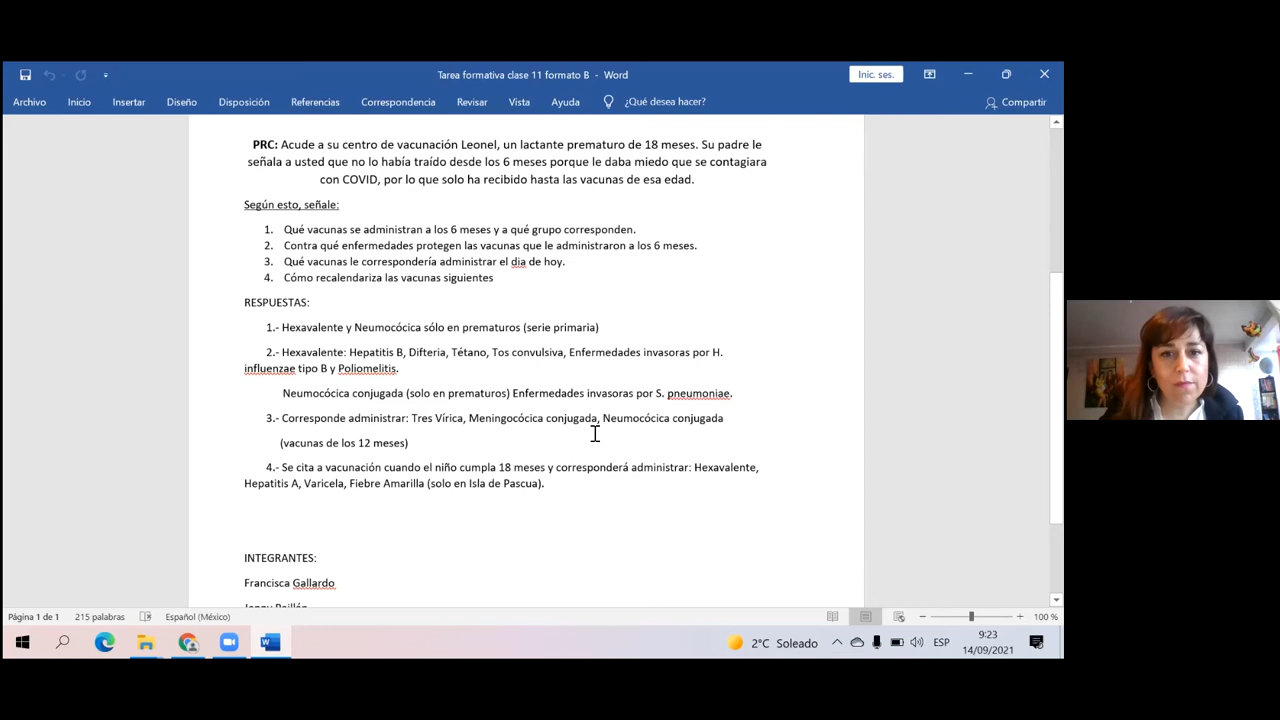 Tarea formativa clase 11 formato B - Word
Inic. ses.
Archivo Inicio Insertar Diseño Disposición Referencias Correspondencia Revisar Vista Ayuda ¿Qué desea hacer? Compartir
PRC: Acude a su centro de vacunación Leonel, un lactante prematuro de 18 meses. Su padre le
señala a usted que no lo había traído desde los 6 meses porque le daba miedo que se contagiara
con COVID, por lo que solo ha recibido hasta las vacunas de esa edad.
Según esto, señale:
1. Qué vacunas se administran a los 6 meses y a qué grupo corresponden.
2. Contra qué enfermedades protegen las vacunas que le administraron a los 6 meses.
3. Qué vacunas le correspondería administrar el dia de hoy.
4. Cómo recalendariza las vacunas siguientes
RESPUESTAS:
1.- Hexavalente y Neumocócica sólo en prematuros (serie primaria)
2.- Hexavalente: Hepatitis B, Difteria, Tétano, Tos convulsiva, Enfermedades invasoras por H.
influenzae tipo B y Poliomelitis.
Neumocócica conjugada (solo en prematuros) Enfermedades invasoras por S. pneumoniae.
3.- Corresponde administrar: Tres Vírica, Meningocócica conjugada, Neumocócica conjugada
(vacunas de los 12 meses)
4.- Se cita a vacunación cuando el niño cumpla 18 meses y corresponderá administrar: Hexavalente,
Hepatitis A, Varicela, Fiebre Amarilla (solo en Isla de Pascua).
INTEGRANTES:
Francisca Gallardo
Página 1 de 1 215 palabras Español (México) 100 %
2°C Soleado ESP 9:23
14/09/2021